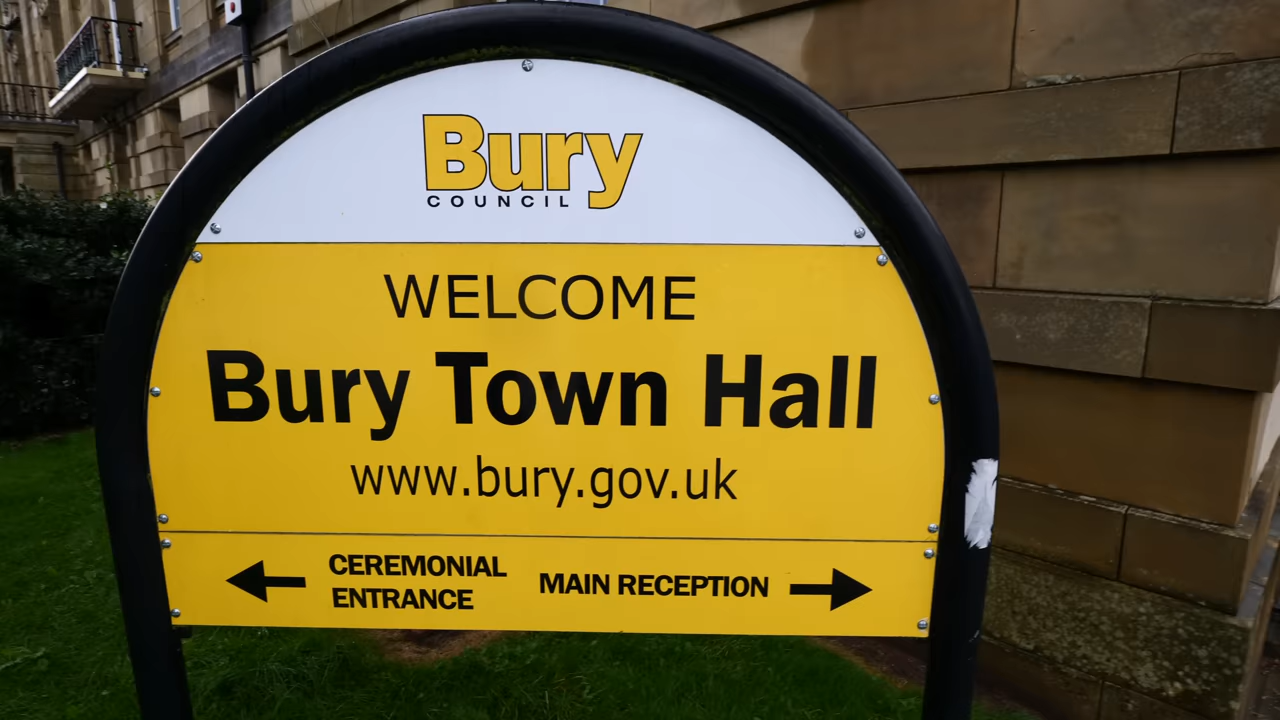 Bury
COUNCIL
WELCOME
Bury Town Hall
www.bury.gov.uk
CEREMONIAL
ENTRANCE
MAIN RECEPTION